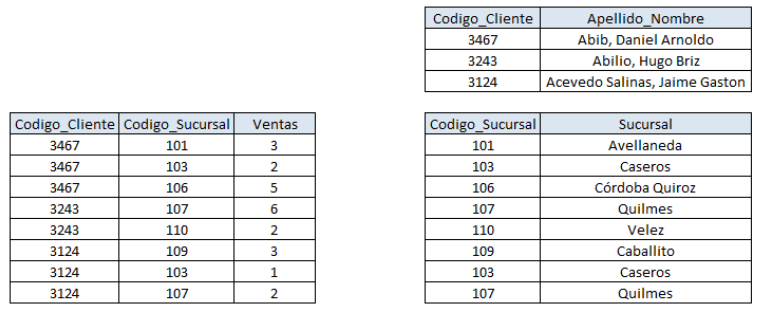 Codigo_Cliente Apellido_Nombre
3467 Abib, Daniel Arnoldo
3243 Abilio, Hugo Briz
3124 Acevedo Salinas, Jaime Gaston
Codigo_Cliente Codigo_Sucursal Ventas
3467 101 3
3467 103 2
3467 106 5
3243 107 6
3243 110 2
3124 109 3
3124 103 1
3124 107 2
Codigo_Sucursal Sucursal
101 Avellaneda
103 Caseros
106 Córdoba Quiroz
107 Quilmes
110 Velez
109 Caballito
103 Caseros
107 Quilmes